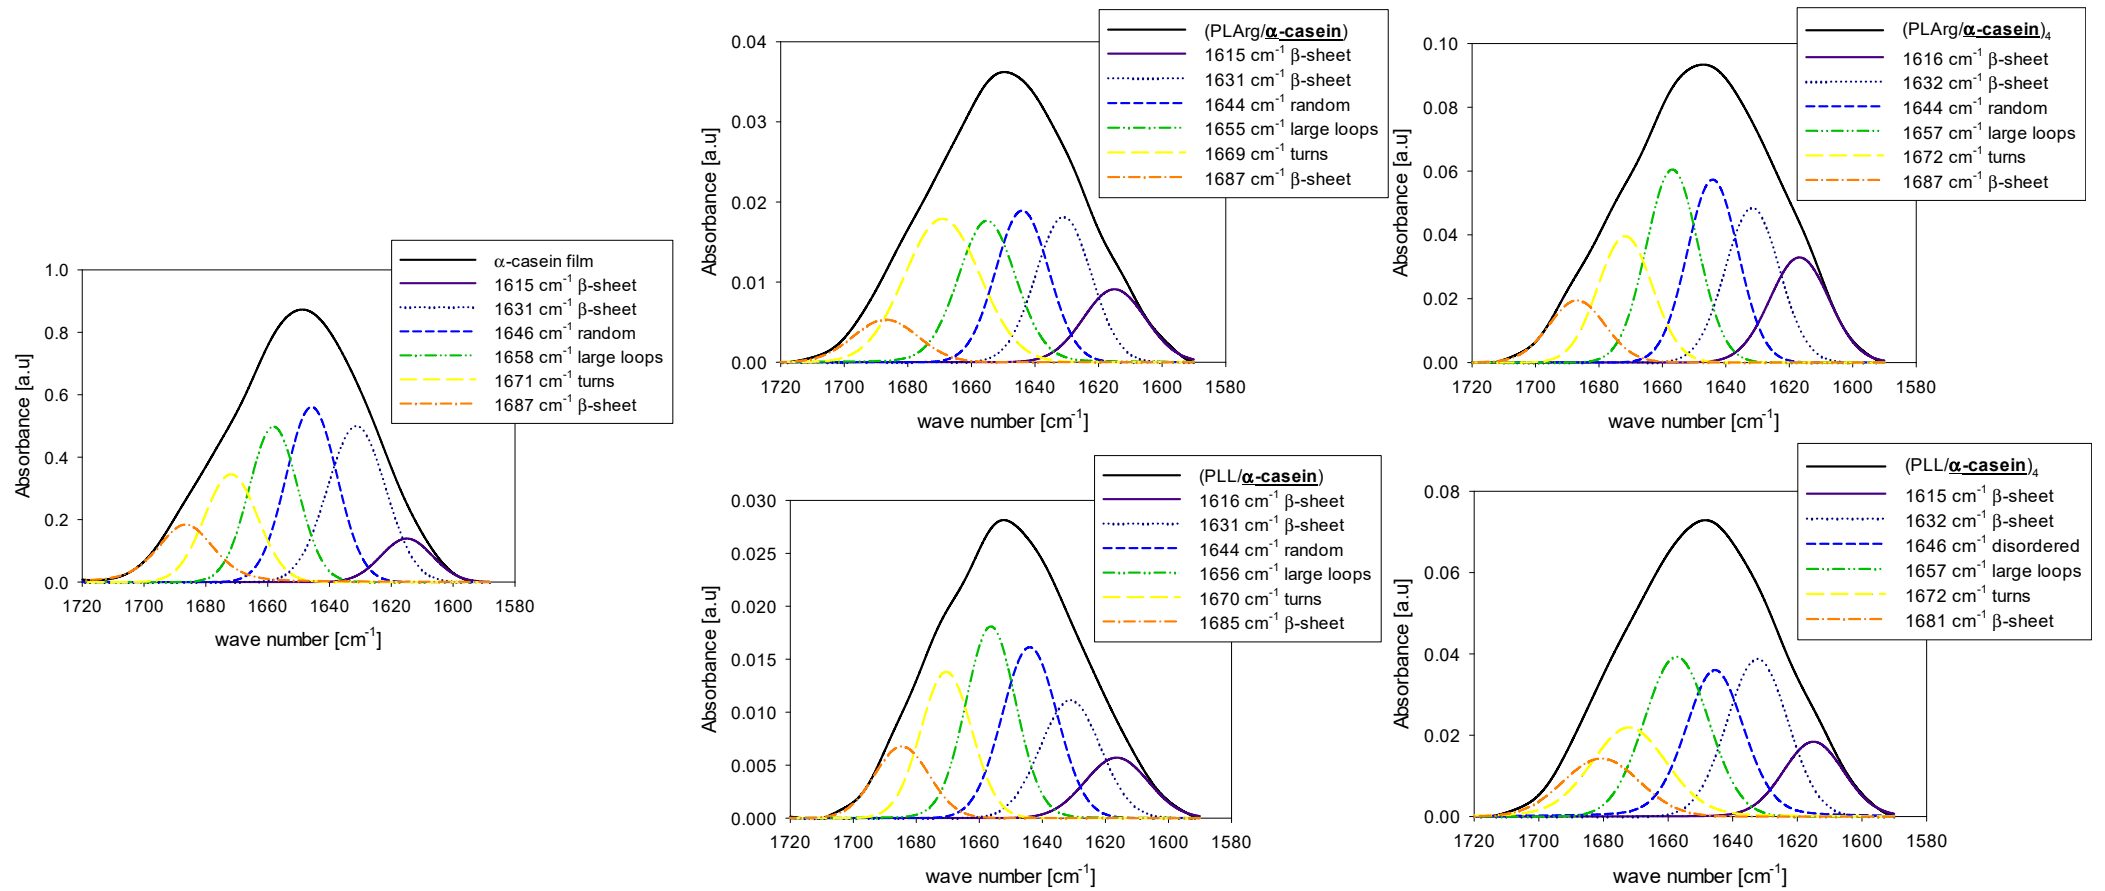 α-casein film
1615 cm⁻¹ β-sheet
1631 cm⁻¹ β-sheet
1646 cm⁻¹ random
1658 cm⁻¹ large loops
1671 cm⁻¹ turns
1687 cm⁻¹ β-sheet
Absorbance [a.u]
1.0
0.8
0.6
0.4
0.2
0.0
1720 1700 1680 1660 1640 1620 1600 1580
wave number [cm⁻¹]
(PLArg/α-casein)
1615 cm⁻¹ β-sheet
1631 cm⁻¹ β-sheet
1644 cm⁻¹ random
1655 cm⁻¹ large loops
1669 cm⁻¹ turns
1687 cm⁻¹ β-sheet
Absorbance [a.u]
0.04
0.03
0.02
0.01
0.00
1720 1700 1680 1660 1640 1620 1600 1580
wave number [cm⁻¹]
(PLArg/α-casein)₄
1616 cm⁻¹ β-sheet
1632 cm⁻¹ β-sheet
1644 cm⁻¹ random
1657 cm⁻¹ large loops
1672 cm⁻¹ turns
1687 cm⁻¹ β-sheet
Absorbance [a.u]
0.10
0.08
0.06
0.04
0.02
0.00
1720 1700 1680 1660 1640 1620 1600 1580
wave number [cm⁻¹]
(PLL/α-casein)
1616 cm⁻¹ β-sheet
1631 cm⁻¹ β-sheet
1644 cm⁻¹ random
1656 cm⁻¹ large loops
1670 cm⁻¹ turns
1685 cm⁻¹ β-sheet
Absorbance [a.u]
0.030
0.025
0.020
0.015
0.010
0.005
0.000
1720 1700 1680 1660 1640 1620 1600 1580
wave number [cm⁻¹]
(PLL/α-casein)₄
1615 cm⁻¹ β-sheet
1632 cm⁻¹ β-sheet
1646 cm⁻¹ disordered
1657 cm⁻¹ large loops
1672 cm⁻¹ turns
1681 cm⁻¹ β-sheet
Absorbance [a.u]
0.08
0.06
0.04
0.02
0.00
1720 1700 1680 1660 1640 1620 1600 1580
wave number [cm⁻¹]